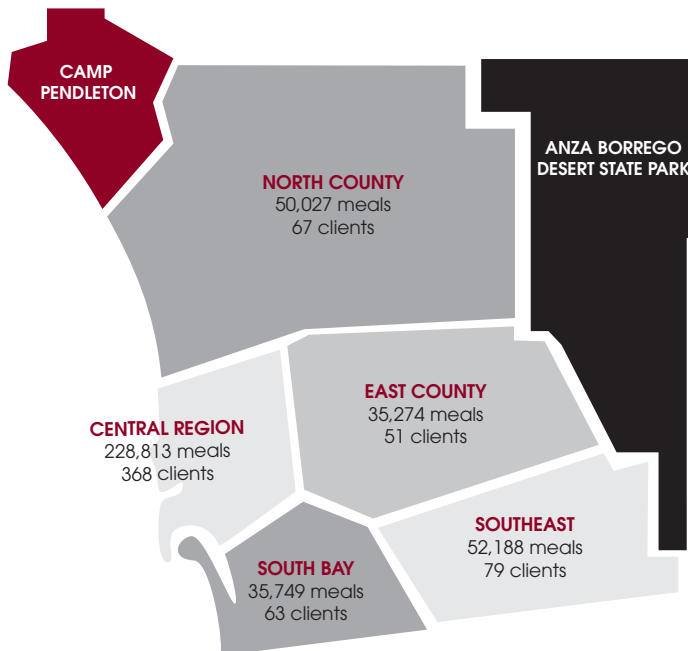 CAMP
PENDLETON
ANZA BORREGO
DESERT STATE PARK
NORTH COUNTY
50,027 meals
67 clients
EAST COUNTY
35,274 meals
51 clients
CENTRAL REGION
228,813 meals
368 clients
SOUTHEAST
52,188 meals
79 clients
SOUTH BAY
35,749 meals
63 clients